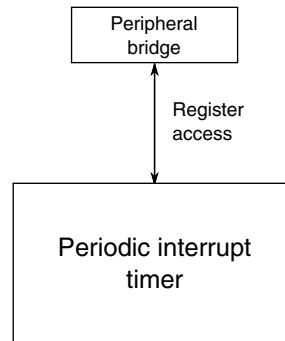 Peripheral
bridge
Register
access
Periodic interrupt
timer